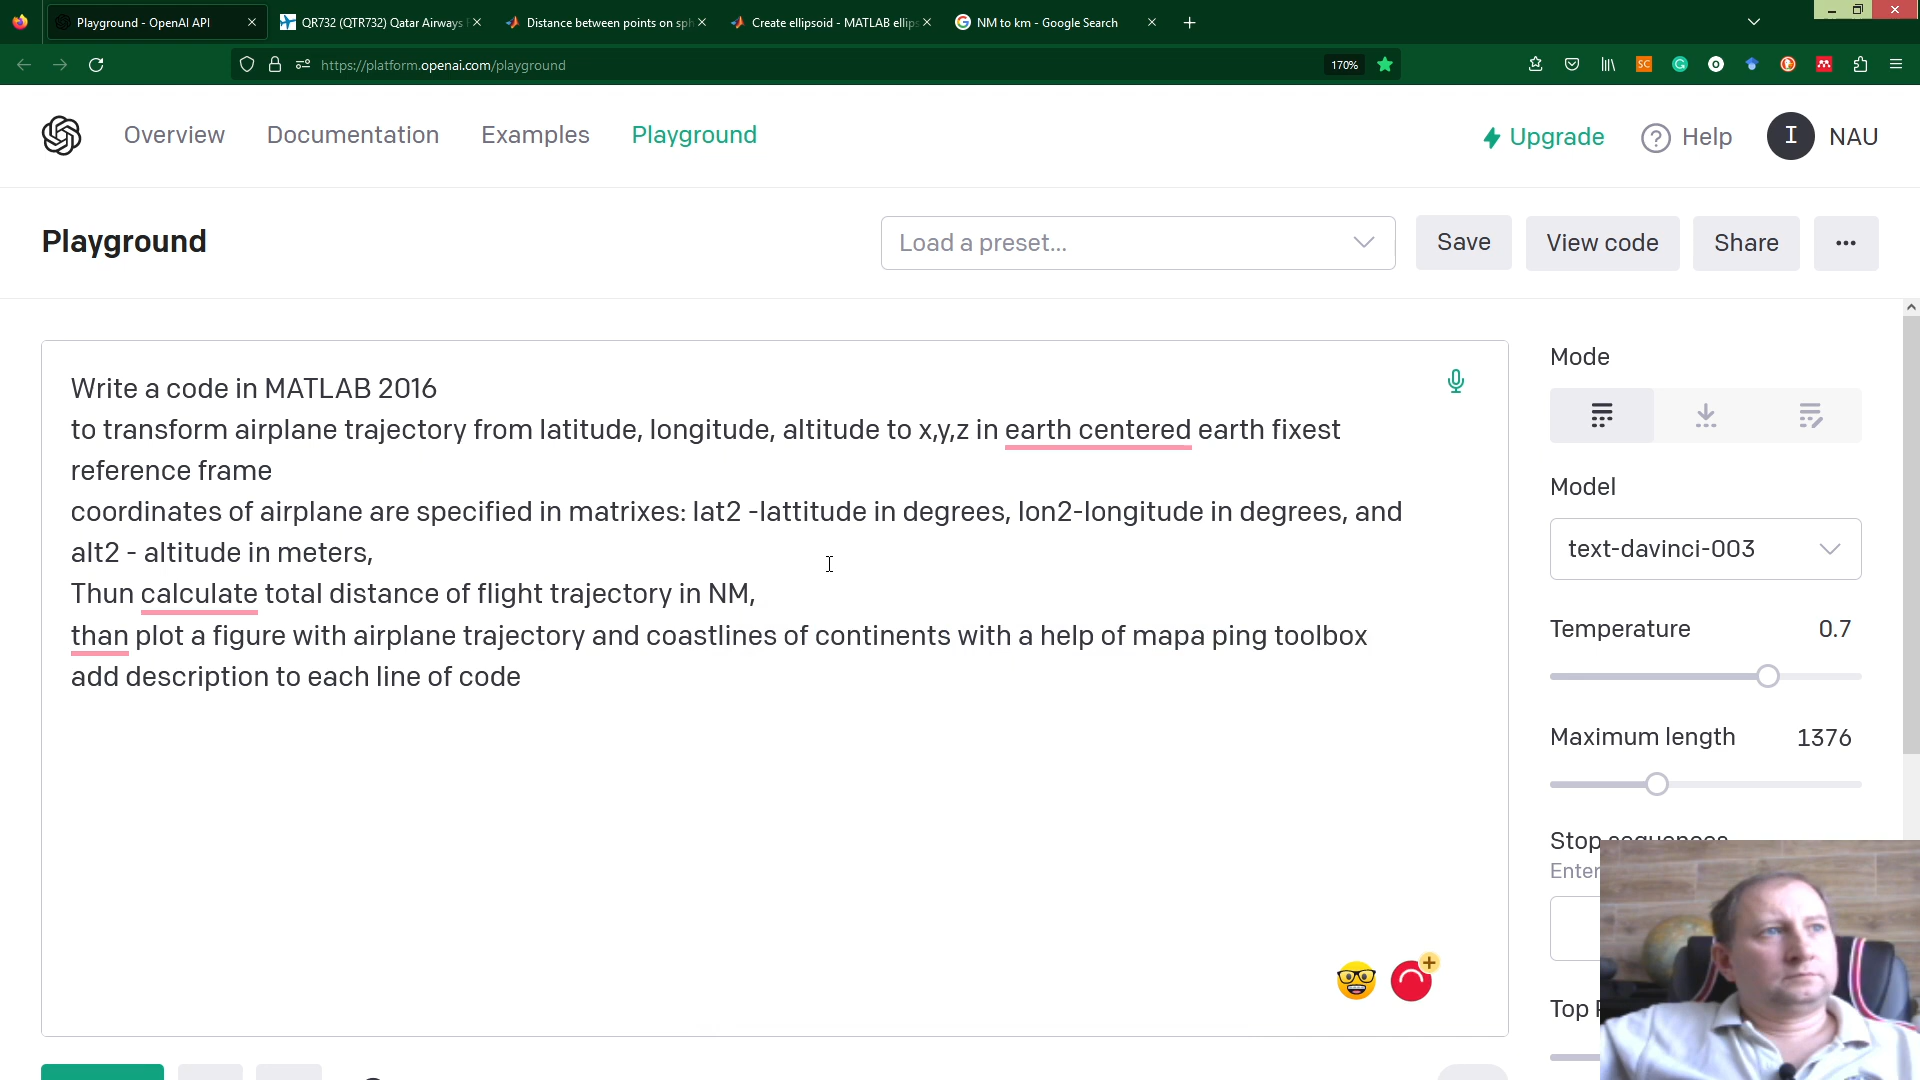 Playground - OpenAI API
QR732 (QTR732) Qatar Airways
Distance between points on sph
Create ellipsoid - MATLAB ellips
NM to km - Google Search
https://platform.openai.com/playground
170%
SC
Overview
Documentation
Examples
Playground
Upgrade
Help
I
NAU
Playground
Load a preset...
Save
View code
Share
Write a code in MATLAB 2016
to transform airplane trajectory from latitude, longitude, altitude to x,y,z in earth centered earth fixest
reference frame
coordinates of airplane are specified in matrixes: lat2 -lattitude in degrees, lon2-longitude in degrees, and
alt2 - altitude in meters,
Thun calculate total distance of flight trajectory in NM,
than plot a figure with airplane trajectory and coastlines of continents with a help of mapa ping toolbox
add description to each line of code
Mode
Model
text-davinci-003
Temperature
0.7
Maximum length
1376
Stop sequences
Enter
Top